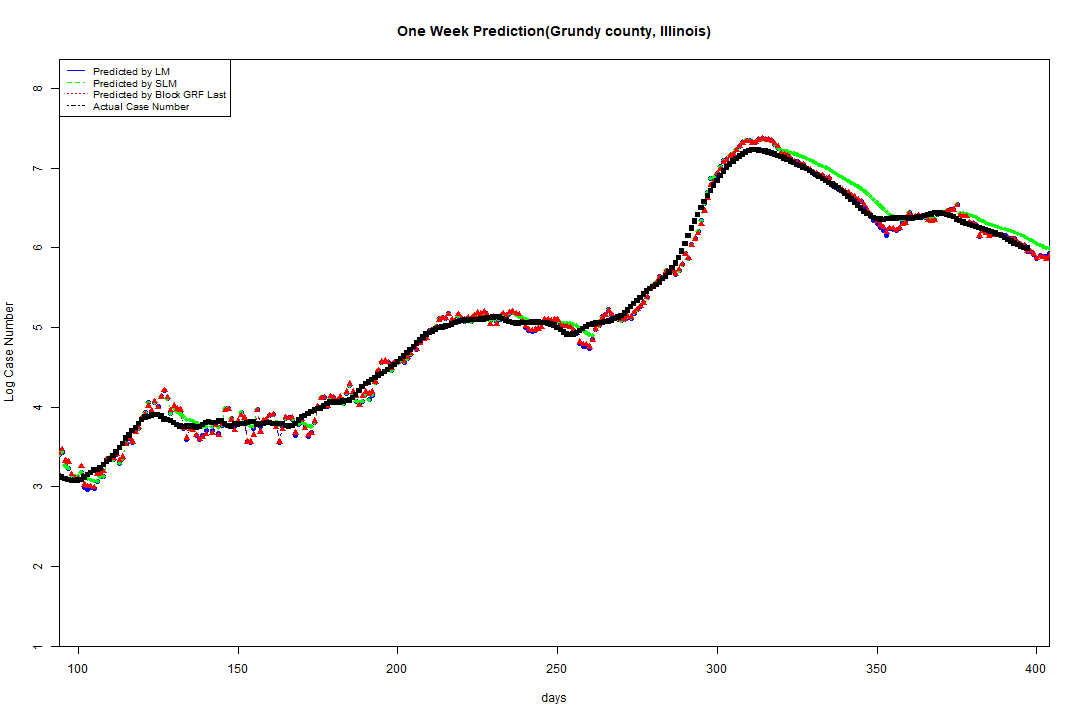 One Week Prediction(Grundy county, Illinois)
Predicted by LM
Predicted by SLM
Predicted by Block GRF Last
Actual Case Number
8
7
6
5
4
3
2
1
Log Case Number
100 150 200 250 300 350 400
days